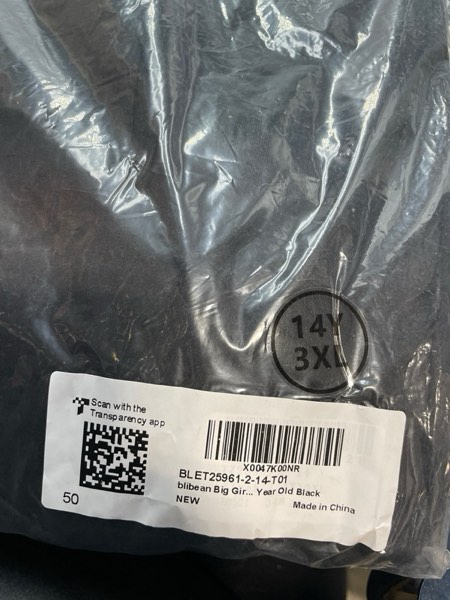 14Y
3XL
Scan with the
Transparency app
50
X0047K00NR
BLET25961-2-14-T01
blibean Big Gir... Year Old Black
NEW
Made in China